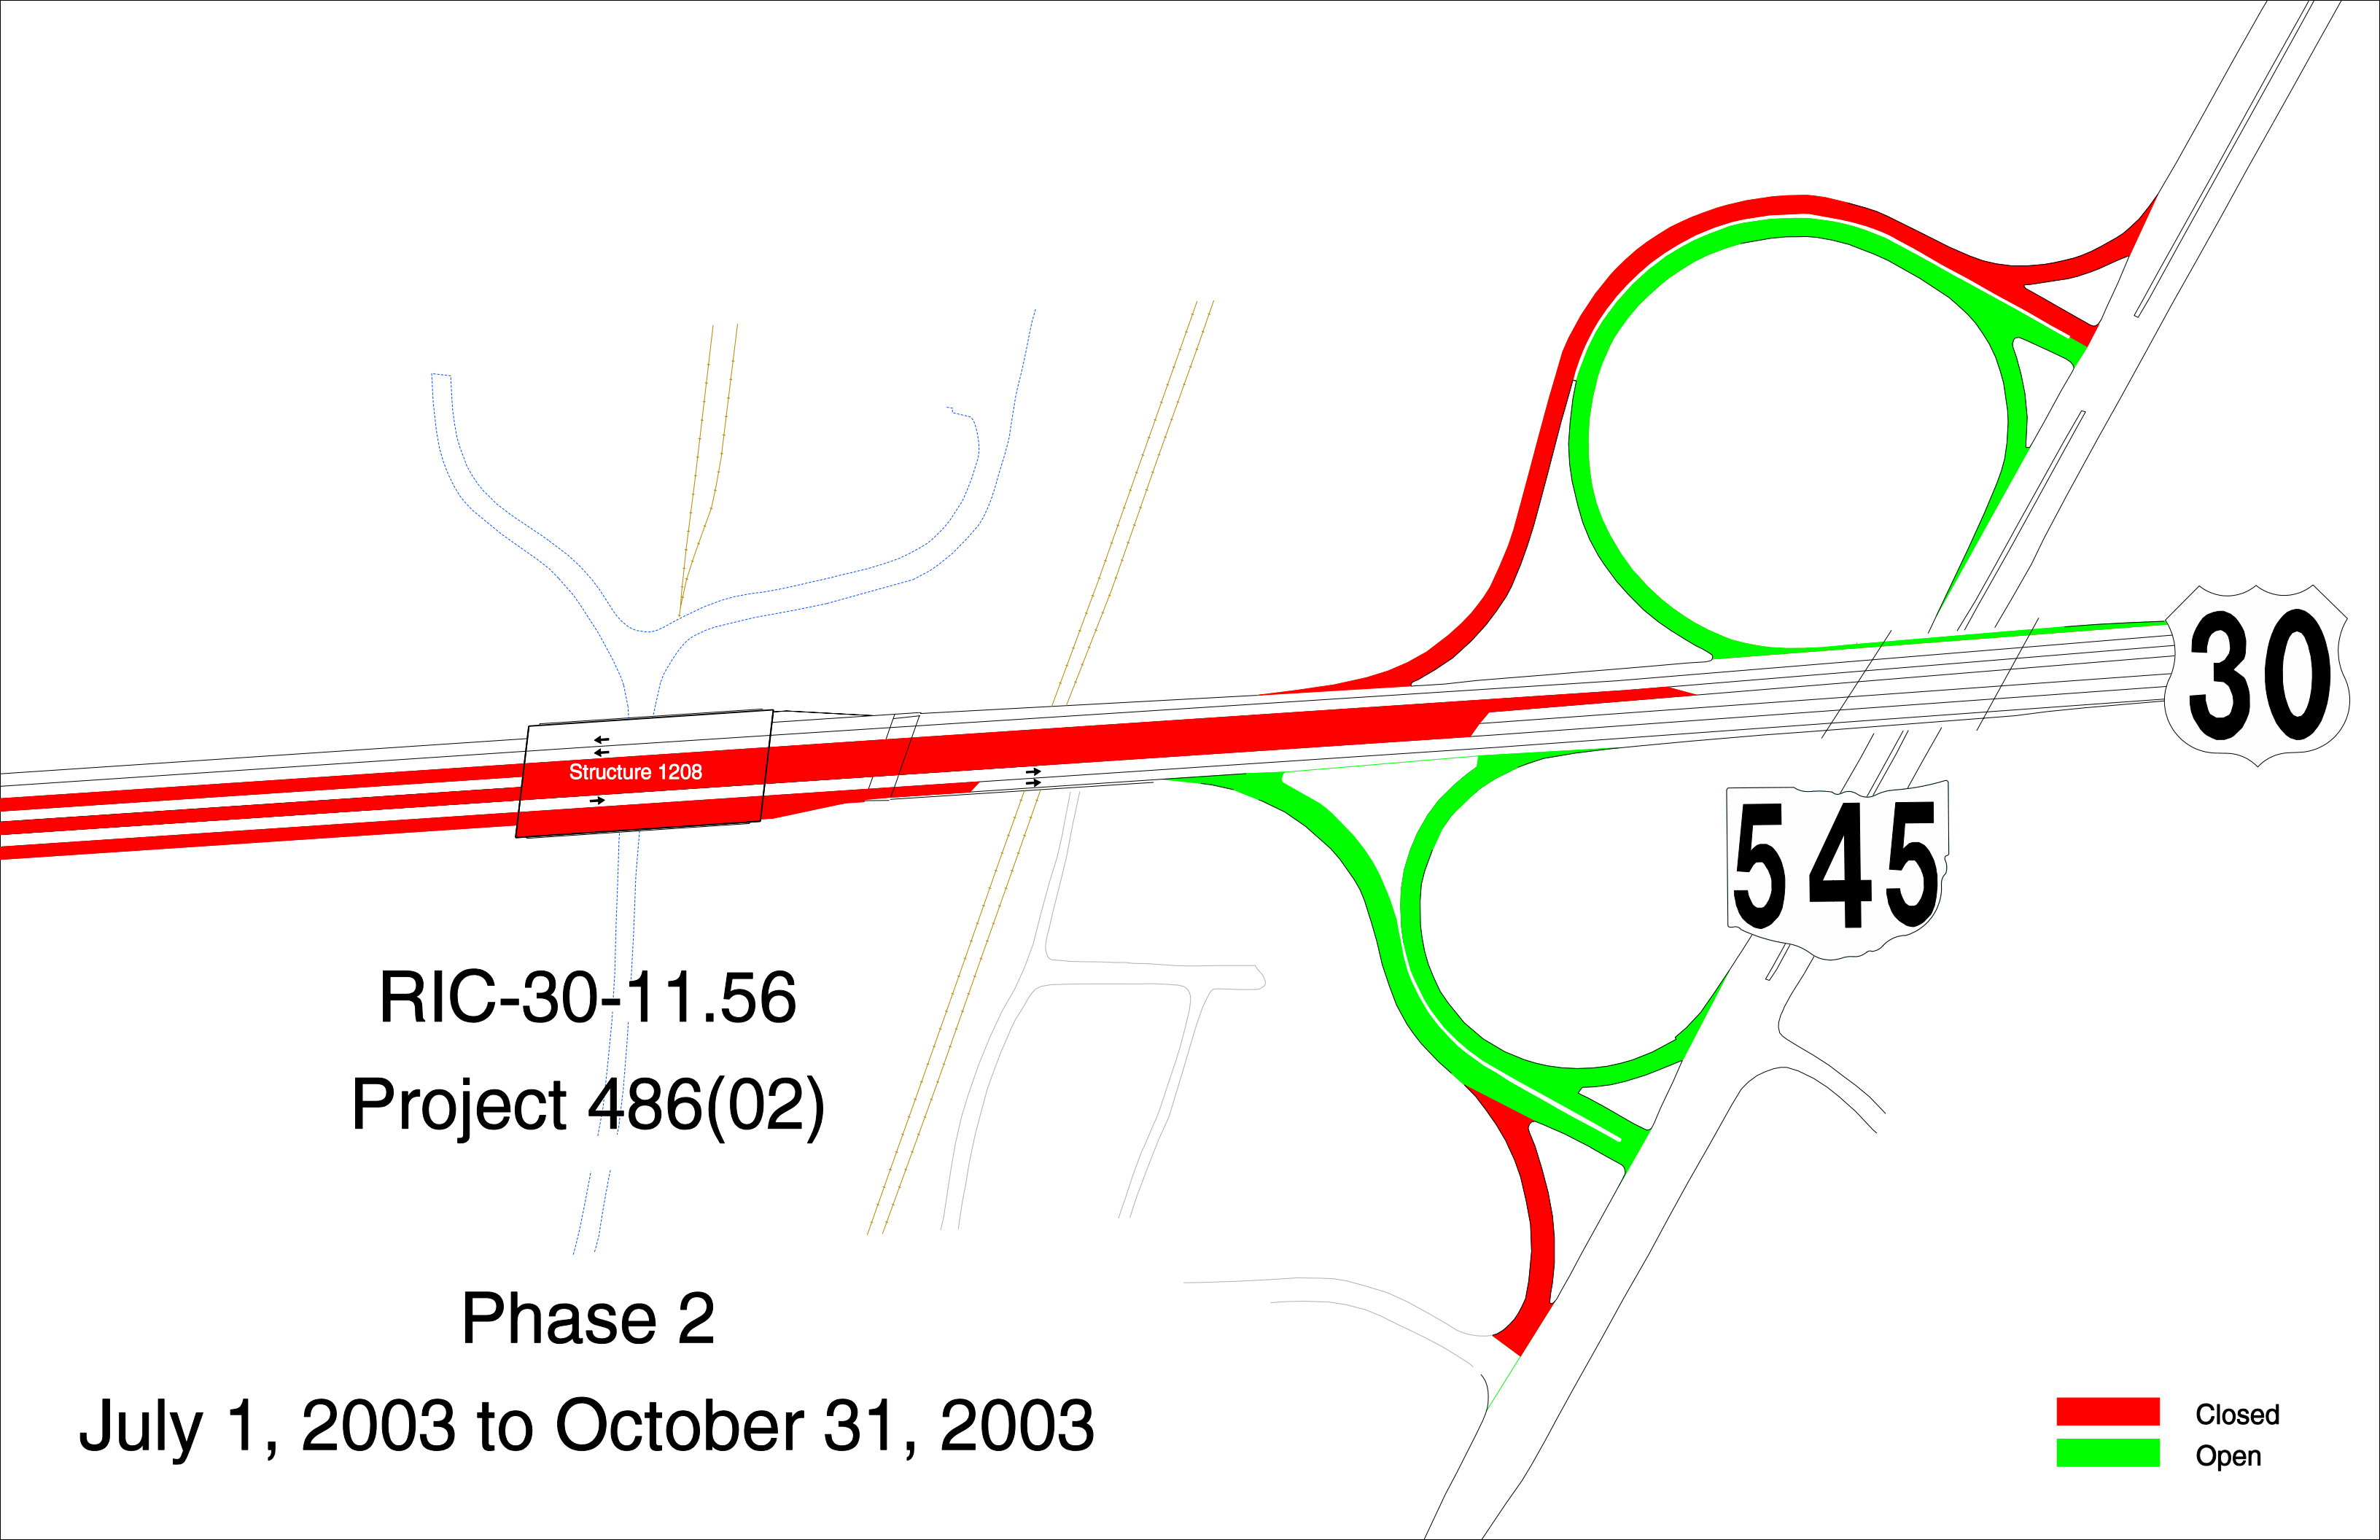 30
Structure 1208
545
RIC-30-11.56
Project 486(02)
Phase 2
July 1, 2003 to October 31, 2003
Closed
Open